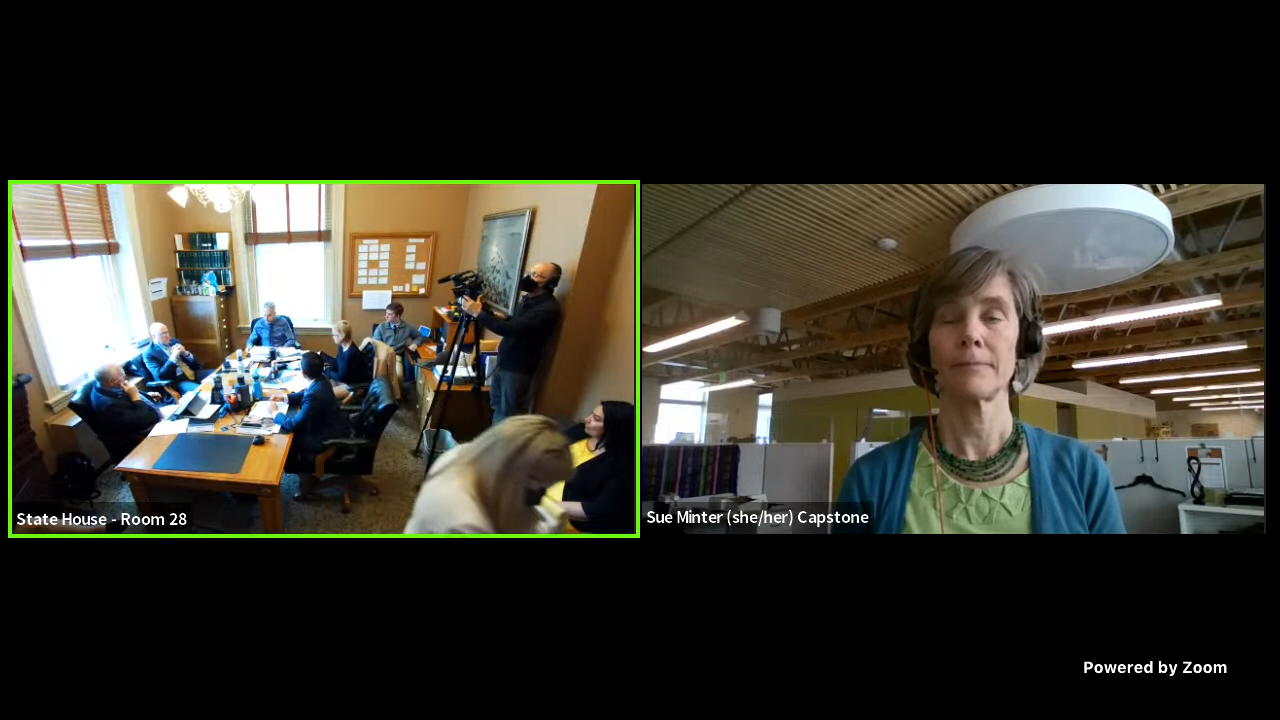 State House - Room 28
Sue Minter (she/her) Capstone
Powered by Zoom